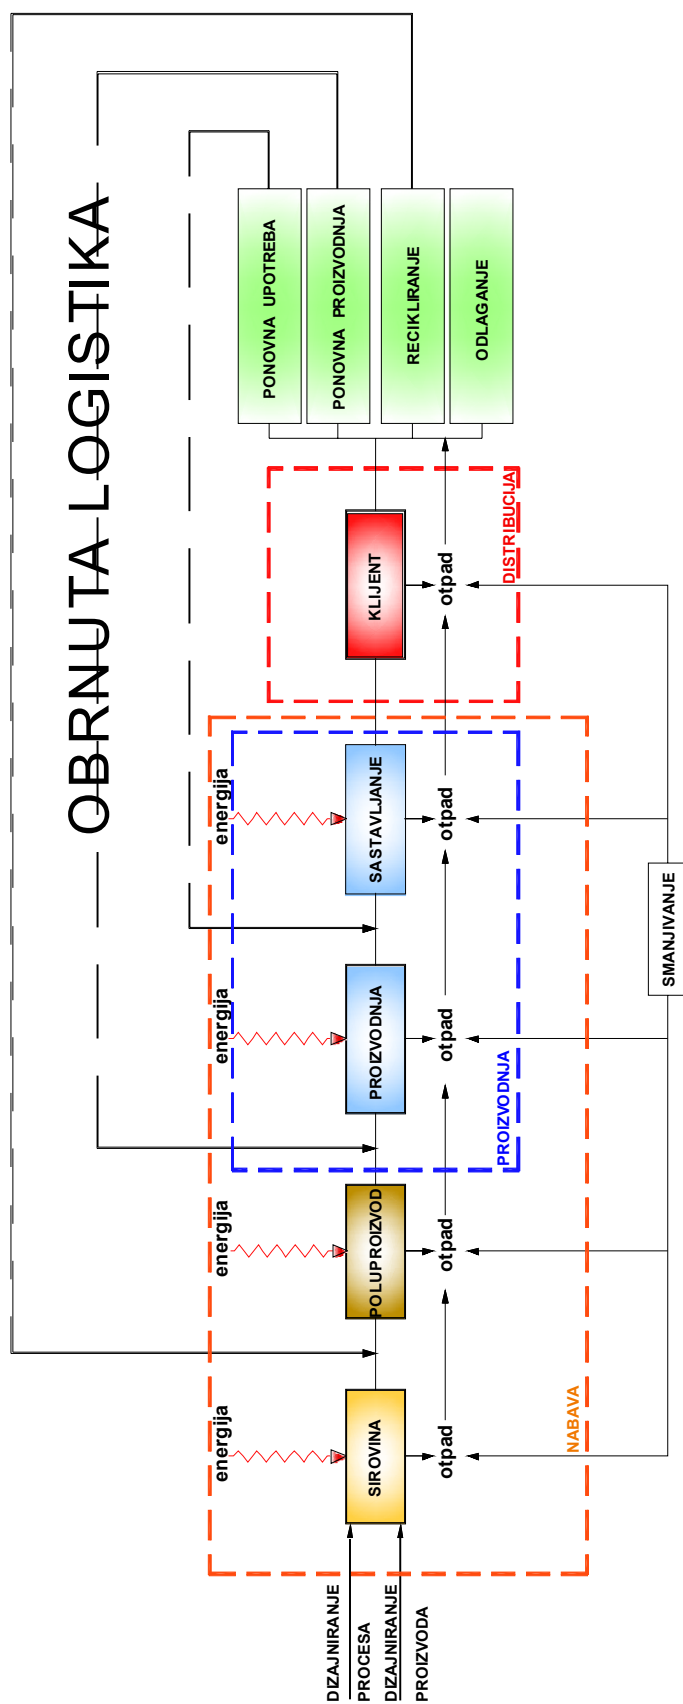 OBRNUTA LOGISTIKA
DIZAJNIRANJE
PROCESA
DIZAJNIRANJE
PROIZVODA
energija
energija
energija
energija
SIROVINA
POLUPROIZVOD
PROIZVODNJA
SASTAVLJANJE
KLIJENT
PONOVNA UPOTREBA
PONOVNA PROIZVODNJA
RECIKLIRANJE
ODLAGANJE
otpad
otpad
otpad
otpad
otpad
PROIZVODNJA
DISTRIBUCIJA
NABAVA
SMANJIVANJE